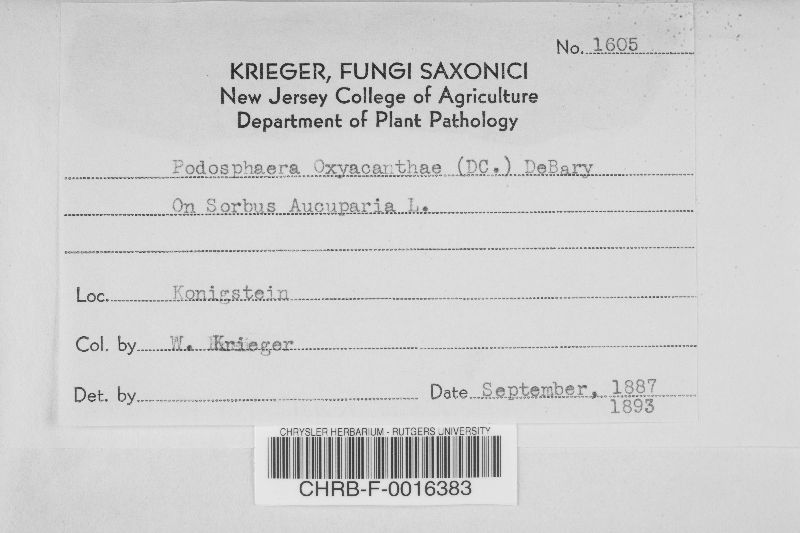 No. 1605
KRIEGER, FUNGI SAXONICI
New Jersey College of Agriculture
Department of Plant Pathology
Podosphaera Oxyacanthae (DC.) DeBary
On Sorbus Aucuparia L.
Loc. Konigstein
Col. by W. Krieger
Det. by
Date September, 1887
1893
CHRYSLER HERBARIUM - RUTGERS UNIVERSITY
CHRB-F-0016383